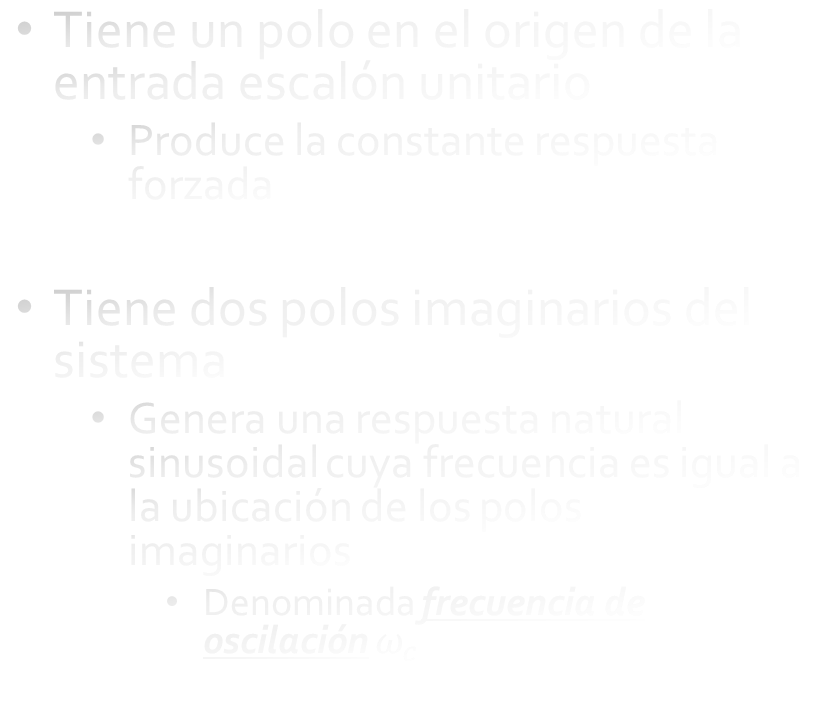 • Tiene un polo en el origen de la
entrada escalón unitario
• Produce la constante respuesta
forzada
• Tiene dos polos imaginarios del
sistema
• Genera una respuesta natural
sinusoidal cuya frecuencia es igual a
la ubicación de los polos
imaginarios
• Denominada frecuencia de
oscilación ω